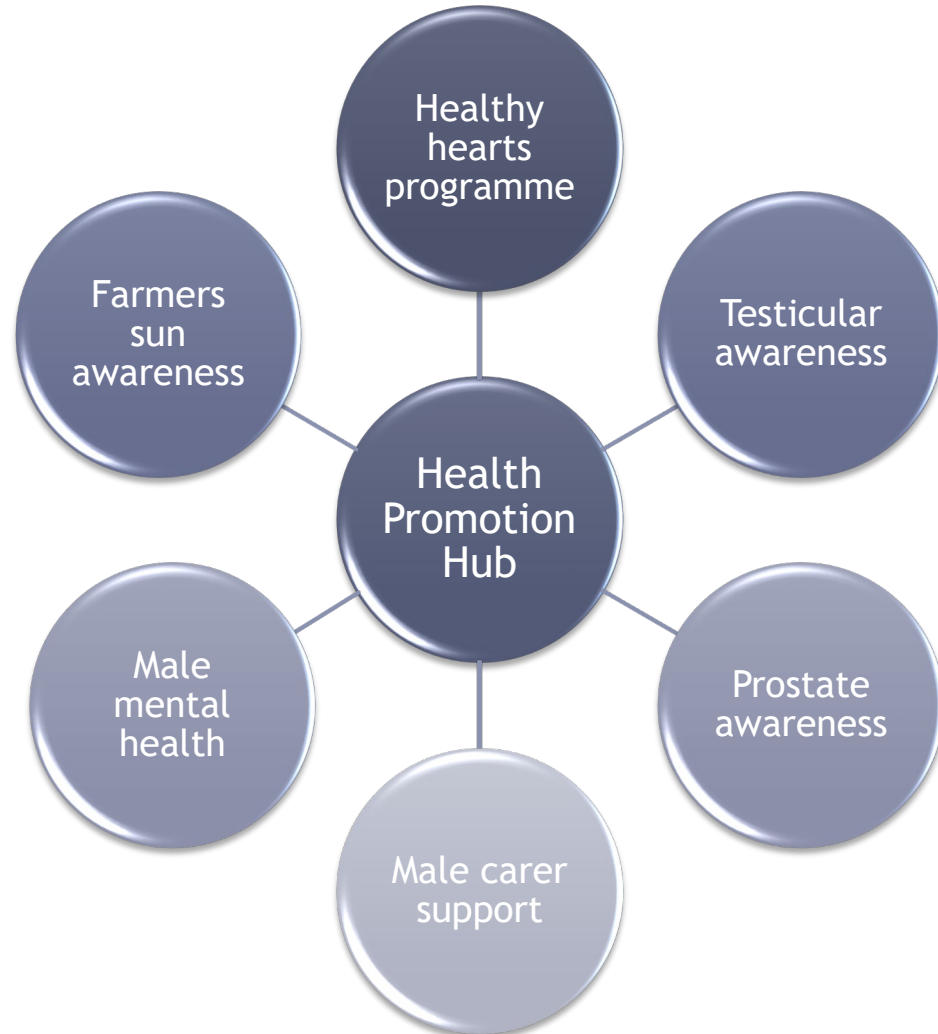 Healthy
hearts
programme
Farmers
sun
awareness
Testicular
awareness
Health
Promotion
Hub
Male
mental
health
Prostate
awareness
Male carer
support